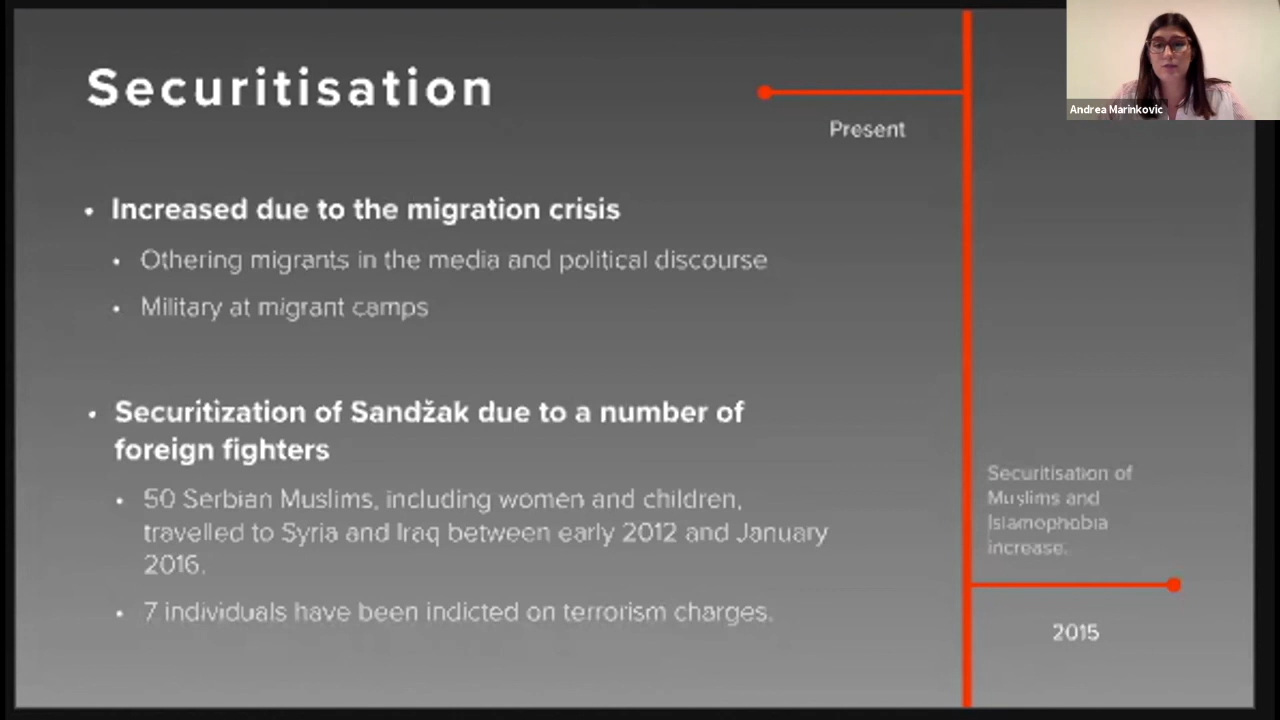 Securitisation
Present
Andrea Marinkovic
• Increased due to the migration crisis
• Othering migrants in the media and political discourse
• Military at migrant camps
• Securitization of Sandžak due to a number of
foreign fighters
• 50 Serbian Muslims, including women and children,
travelled to Syria and Iraq between early 2012 and January
2016.
• 7 individuals have been indicted on terrorism charges.
Securitisation of
Muslims and
Islamophobia
increase.
2015